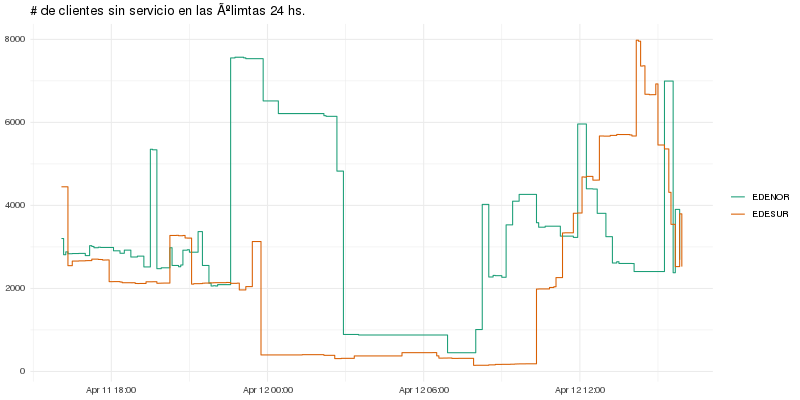 # de clientes sin servicio en las Ãºlimtas 24 hs.
8000
6000
4000
2000
0
Apr 11 18:00
Apr 12 00:00
Apr 12 06:00
Apr 12 12:00
EDENOR
EDESUR